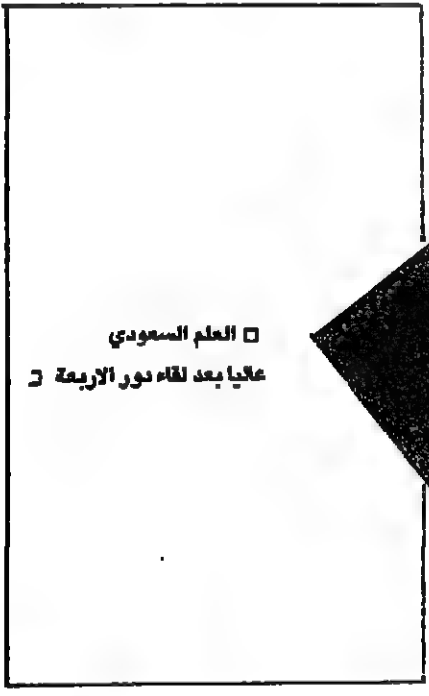 □ العلم السعودي
عاليا بعد لقاء دور الاربعة □